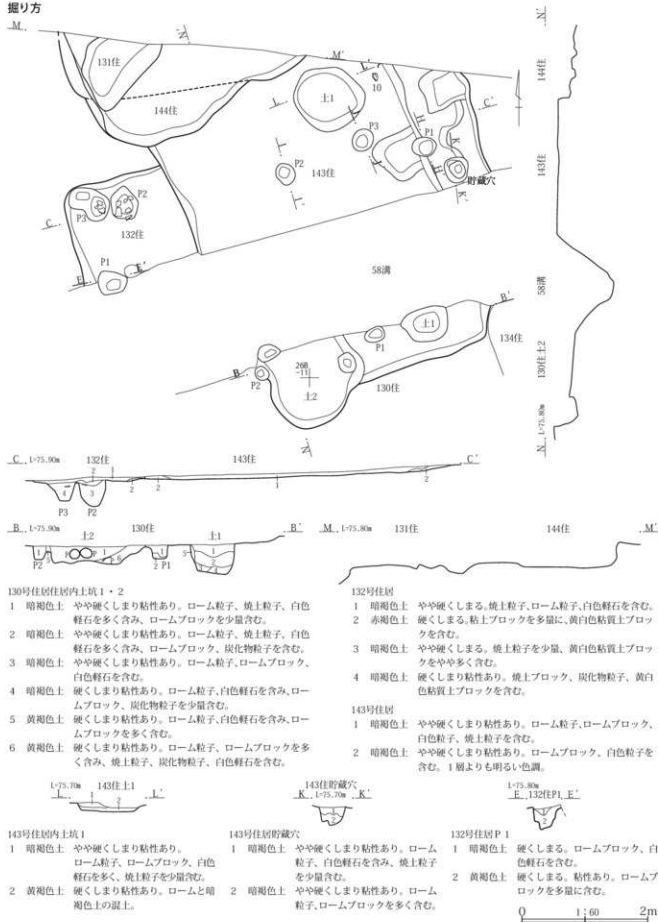 掘り方
M
N
131住
M'
L'
144住
L
土1
10
C'
H
K
P3
P1
L
P2
143住
H'
貯蔵穴
K'
P2
P3
132住
C
P1
E
E'
58溝
B'
土1
134住
P1
26B
-11
B
P2
土2
130住
N'
N'
144住
143住
58溝
130住土2
N L=75.80m
C L=75.90m 132住 143住 C'
2 1 2 2 3 2
4 3
P3 P2
B L=75.90m 土2 130住 土1 B'
P2 P1
M L=75.80m 131住 144住 M'
130号住居住居内土坑1・2
1 暗褐色土 やや硬くしまり粘性あり。ローム粒子、焼土粒子、白色
軽石を多く含み、ロームブロックを少量含む。
2 暗褐色土 やや硬くしまり粘性あり。ローム粒子、焼土粒子、白色
軽石を多く含み、ロームブロック、炭化物粒子を含む。
3 暗褐色土 やや硬くしまり粘性あり。ローム粒子、ロームブロック、
白色軽石を含む。
4 暗褐色土 硬くしまり粘性あり。ローム粒子、白色軽石を含み、ロー
ムブロック、炭化物粒子を少量含む。
5 黄褐色土 硬くしまり粘性あり。ローム粒子、白色軽石を含み、ロー
ムブロックを多く含む。
6 黄褐色土 硬くしまり粘性あり。ローム粒子、ロームブロックを多
く含み、焼土粒子、炭化物粒子、白色軽石を含む。
132号住居
1 暗褐色土 やや硬くしまる。焼土粒子、ローム粒子、白色軽石を含む。
2 赤褐色土 硬くしまる。粘土ブロックを多量に、黄白色粘質土ブロッ
クを含む。
3 暗褐色土 やや硬くしまる。焼土粒子を少量、黄白色粘質土ブロッ
クをやや多く含む。
4 暗褐色土 硬くしまり粘性あり。焼土ブロック、炭化物粒子、黄白
色粘質土ブロックを含む。
143号住居
1 暗褐色土 硬くしまり粘性あり。ローム粒子、ロームブロック、
白色粒子、焼土粒子を含む。
2 暗褐色土 やや硬くしまり粘性あり。ロームブロック、白色粒子を
含む。1層よりも明るい色調。
L=75.70m 143住土1
L 1 2 L'
143住居内土坑1
1 暗褐色土 やや硬くしまり粘性あり。
ローム粒子、ロームブロック、白色
軽石を多く、焼土粒子を少量含む。
2 黄褐色土 硬くしまり粘性あり。ロームと暗
褐色土の混土。
143住貯蔵穴
K L=75.70m K'
143号住居貯蔵穴
1 暗褐色土 やや硬くしまり粘性あり。ローム
粒子、白色軽石を含み、焼土粒子
を少量含む。
2 暗褐色土 やや硬くしまり粘性あり。ローム
粒子、ロームブロックを多く含む。
L=75.80m
E 132住P1 E'
132号住居P1
1 暗褐色土 硬くしまる。ロームブロック、白
色軽石を含む。
2 黄褐色土 硬くしまる。粘性あり。ロームブ
ロックを多量に含む。
0 1:60 2m